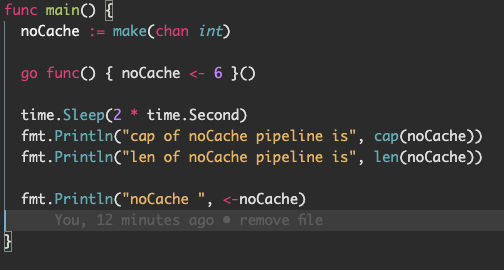 func main() {
noCache := make(chan int)
go func() { noCache <- 6 }()
time.Sleep(2 * time.Second)
fmt.Println("cap of noCache pipeline is", cap(noCache))
fmt.Println("len of noCache pipeline is", len(noCache))
fmt.Println("noCache ", <-noCache)
You, 12 minutes ago • remove file
}